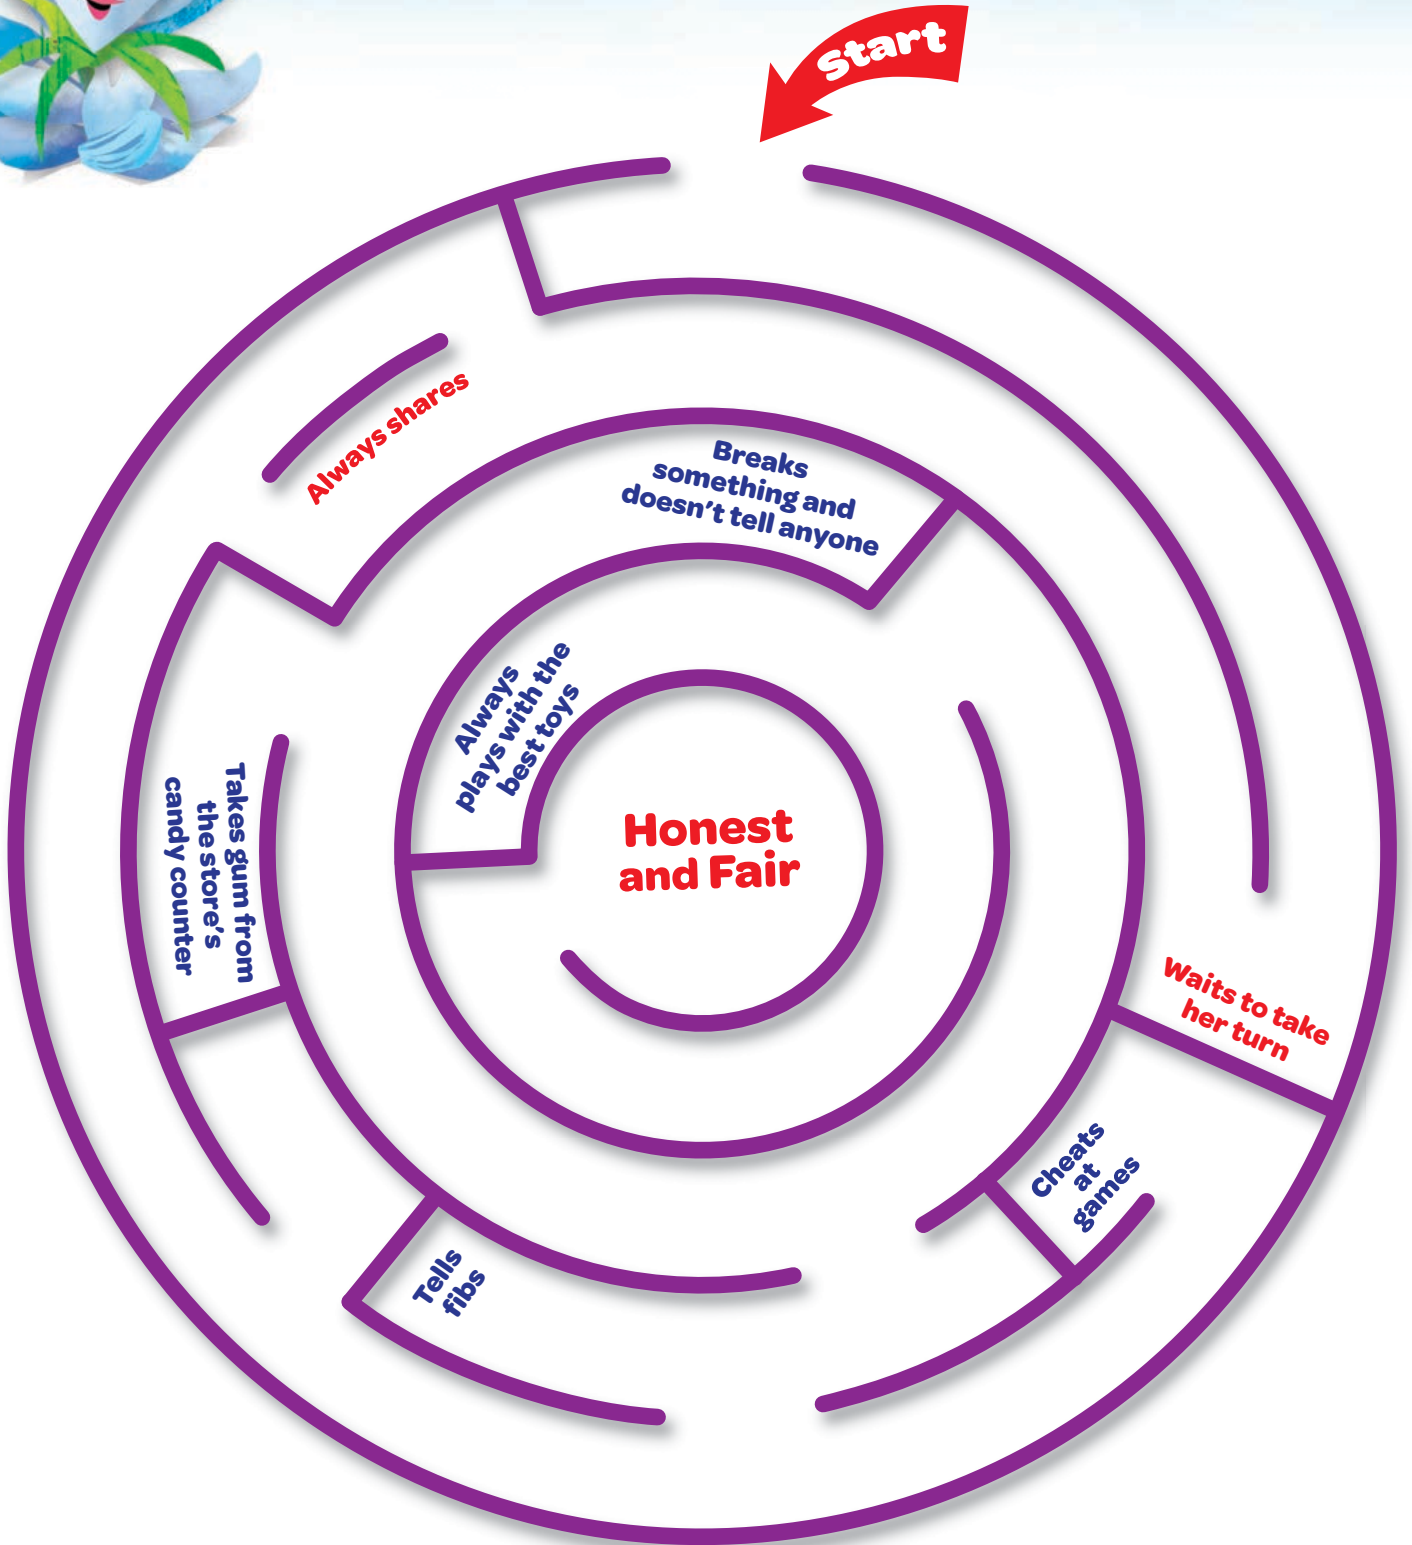 start
Always shares
Breaks
something and
doesn't tell anyone
Always
plays with the
best toys
Takes gum from
the store's
candy counter
Honest
and Fair
Waits to take
her turn
Cheats
at
games
Tells
fibs